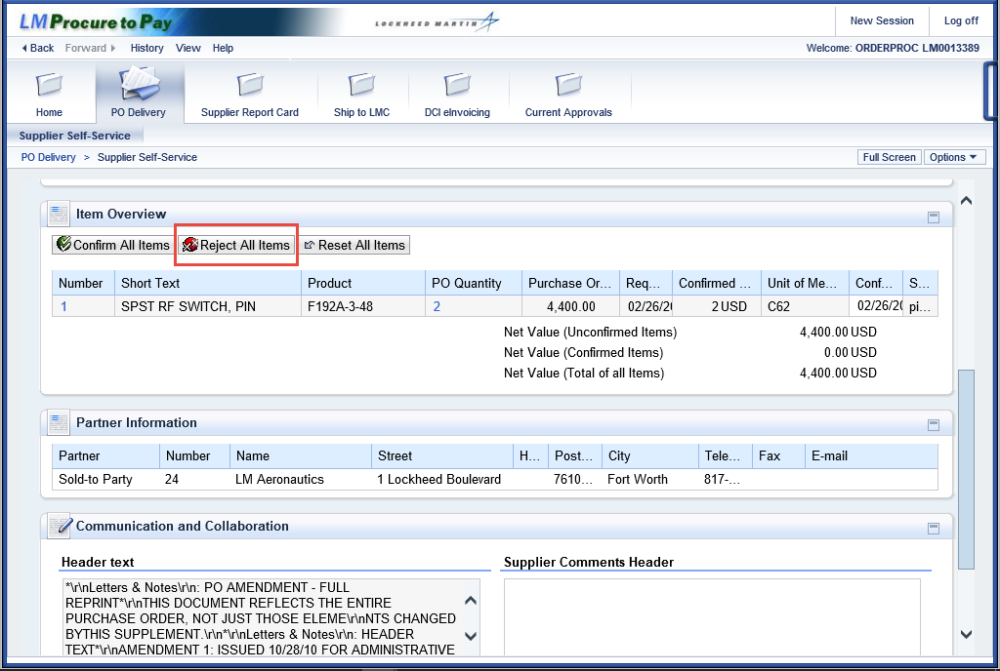 LM Procure to Pay
LOCKHEED MARTIN
New Session
Log off
Back Forward History View Help
Welcome: ORDERPROC LM0013389
Home
PO Delivery
Supplier Report Card
Ship to LMC
DCI eInvoicing
Current Approvals
Supplier Self-Service
PO Delivery > Supplier Self-Service
Full Screen
Options
Item Overview
Confirm All Items
Reject All Items
Reset All Items
Number Short Text Product PO Quantity Purchase Or... Req... Confirmed ... Unit of Me... Conf... S...
1 SPST RF SWITCH, PIN F192A-3-48 2 4,400.00 02/26/20 2 USD C62 02/26/20 pi...
Net Value (Unconfirmed Items) 4,400.00 USD
Net Value (Confirmed Items) 0.00 USD
Net Value (Total of all Items) 4,400.00 USD
Partner Information
Partner Number Name Street H... Post... City Tele... Fax E-mail
Sold-to Party 24 LM Aeronautics 1 Lockheed Boulevard 7610... Fort Worth 817-...
Communication and Collaboration
Header text
Supplier Comments Header
*\r\nLetters & Notes\r\n: PO AMENDMENT - FULL
REPRINT*\r\nTHIS DOCUMENT REFLECTS THE ENTIRE
PURCHASE ORDER, NOT JUST THOSE ELEME\r\nNTS CHANGED
BYTHIS SUPPLEMENT.\r\n*\r\nLetters & Notes\r\n: HEADER
TEXT*\r\nAMENDMENT 1: ISSUED 10/28/10 FOR ADMINISTRATIVE